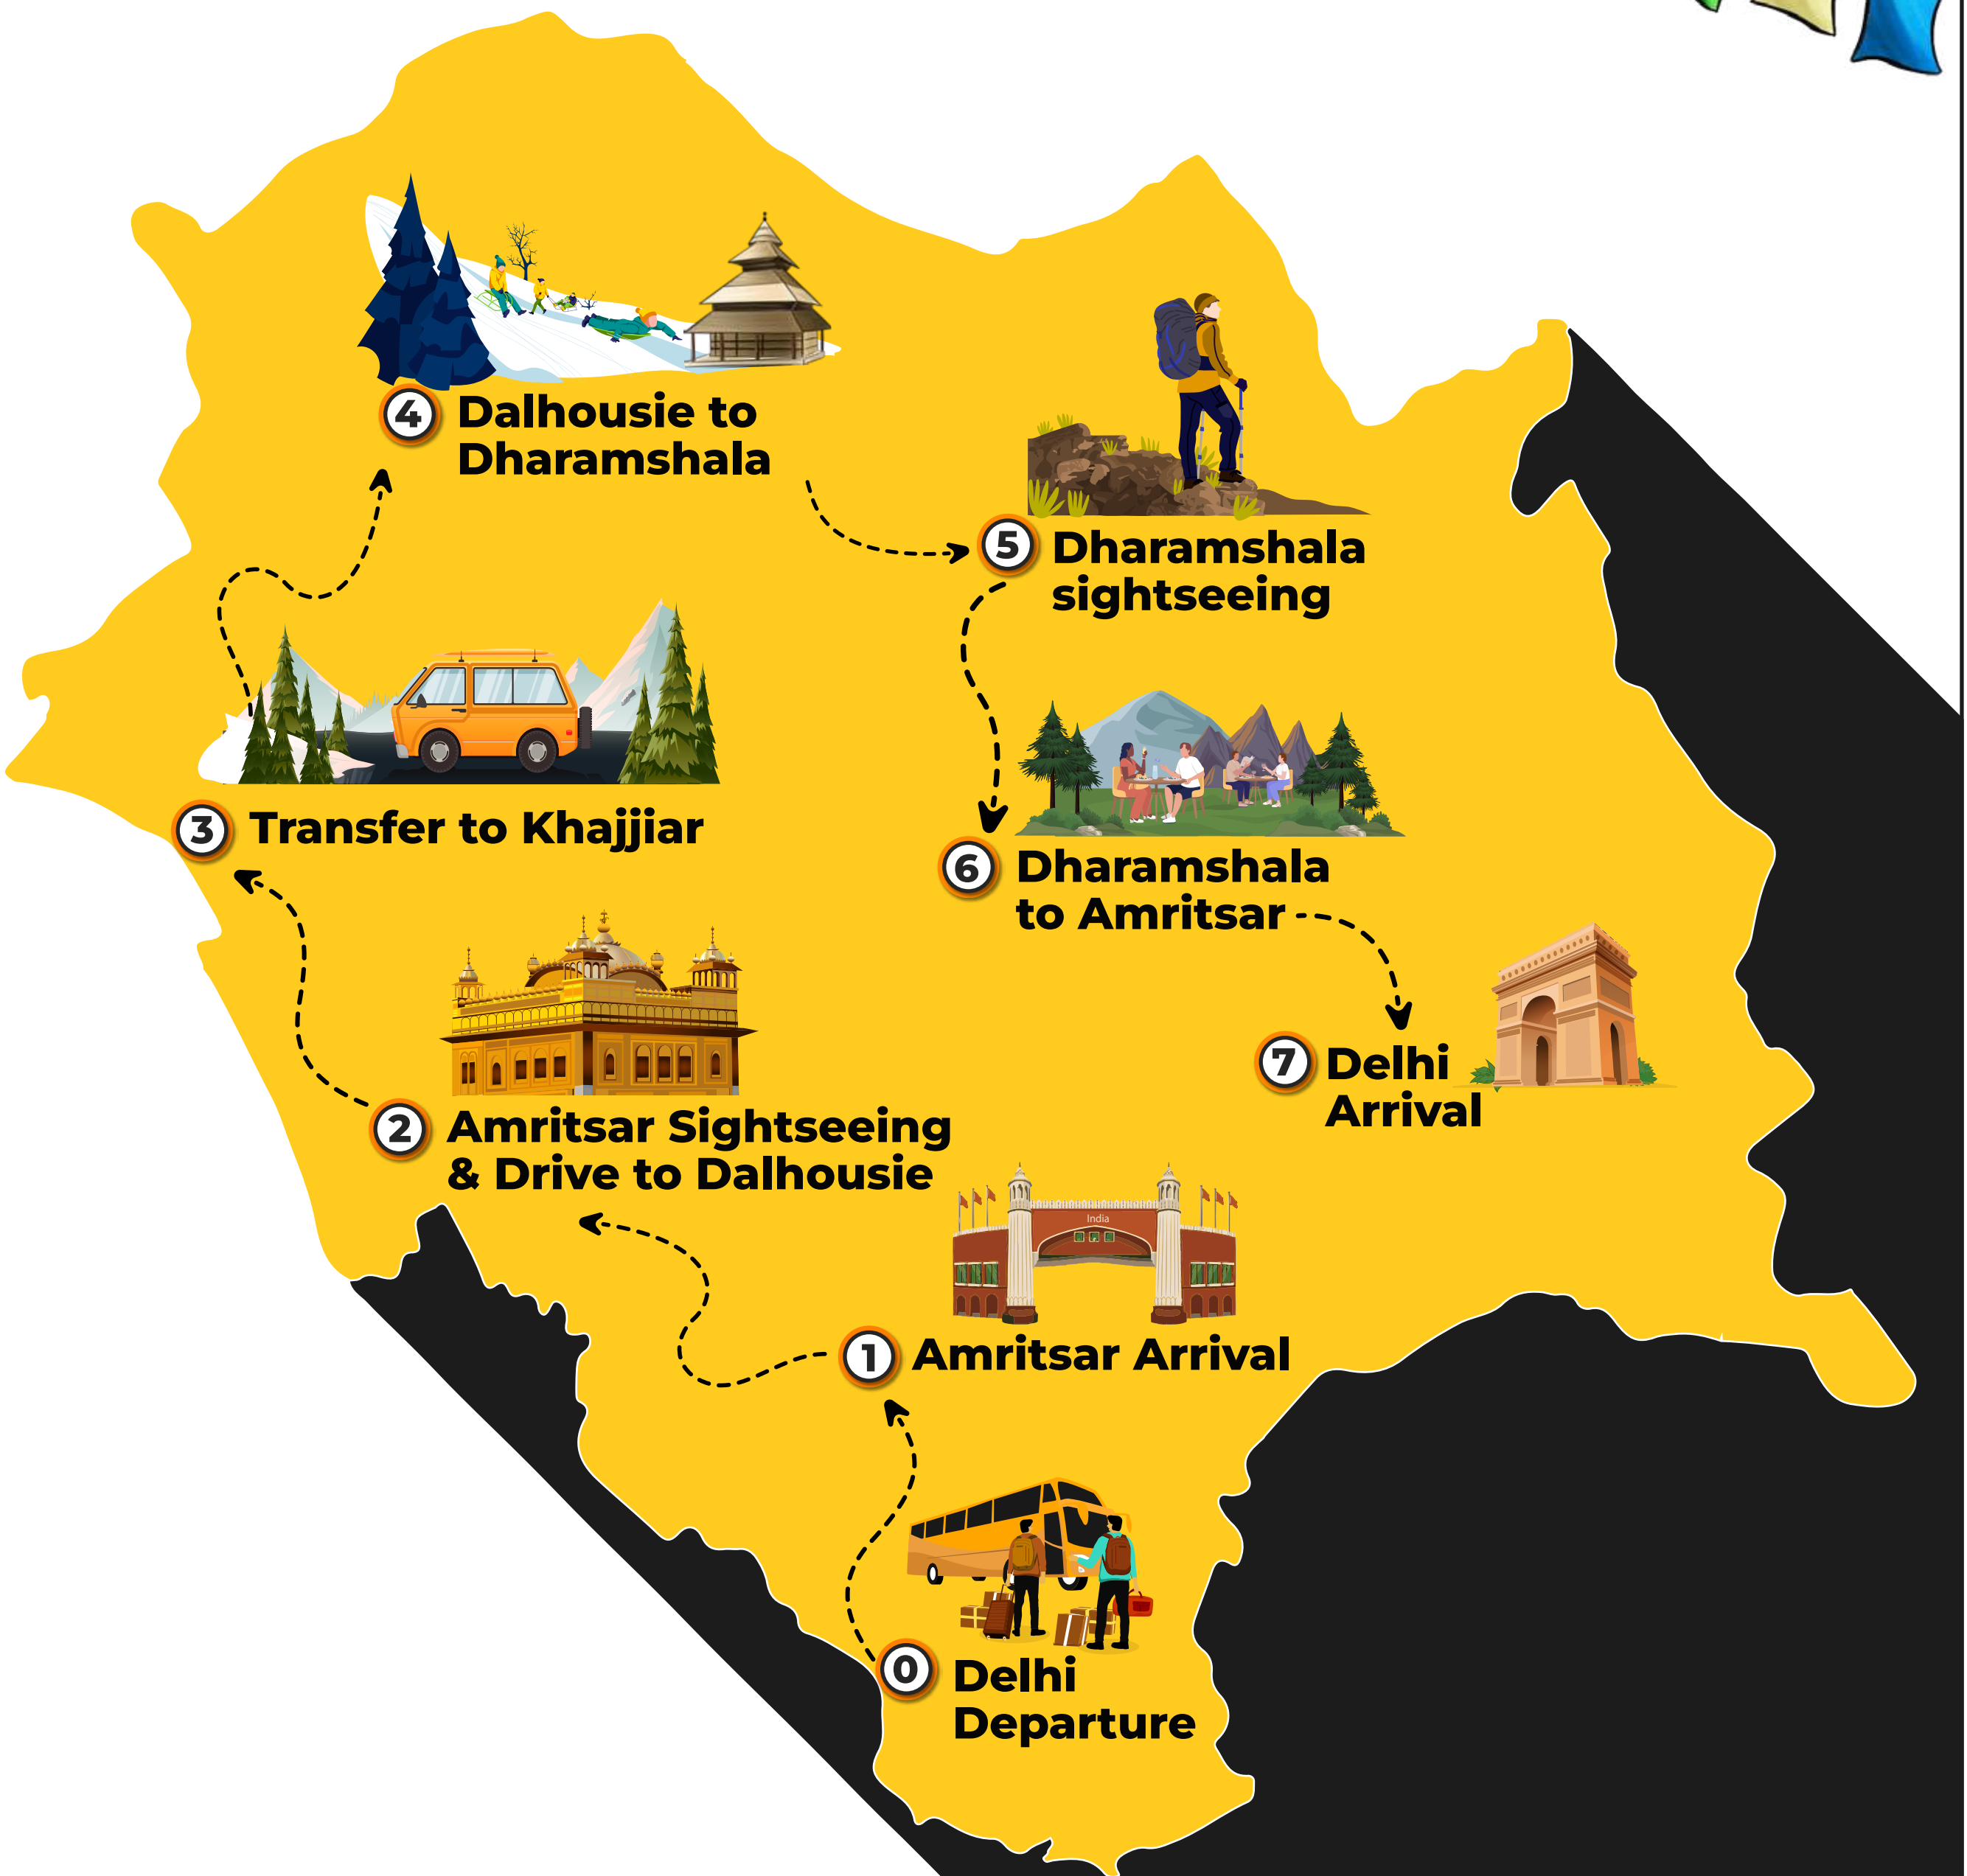 4 Dalhousie to
Dharamshala
5 Dharamshala
sightseeing
3 Transfer to Khajjiar
6 Dharamshala
to Amritsar
2 Amritsar Sightseeing
& Drive to Dalhousie
7 Delhi
Arrival
India
1 Amritsar Arrival
0 Delhi
Departure